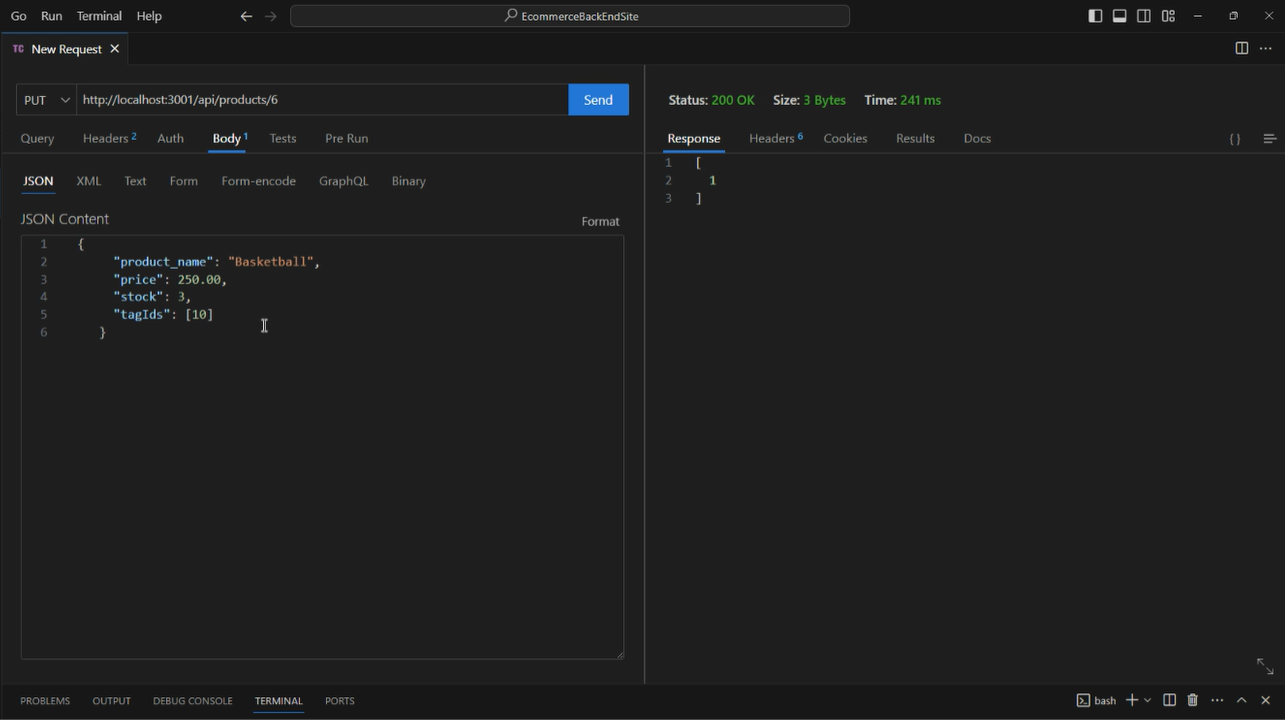 Go Run Terminal Help EcommerceBackEndSite
TC New Request
PUT http://localhost:3001/api/products/6 Send Status: 200 OK Size: 3 Bytes Time: 241 ms
Query Headers 2 Auth Body 1 Tests Pre Run Response Headers 6 Cookies Results Docs { }
JSON XML Text Form Form-encode GraphQL Binary
JSON Content Format
1 {
2 "product_name": "Basketball",
3 "price": 250.00,
4 "stock": 3,
5 "tagIds": [10]
6 }
1 [
2 1
3 ]
PROBLEMS OUTPUT DEBUG CONSOLE TERMINAL PORTS bash